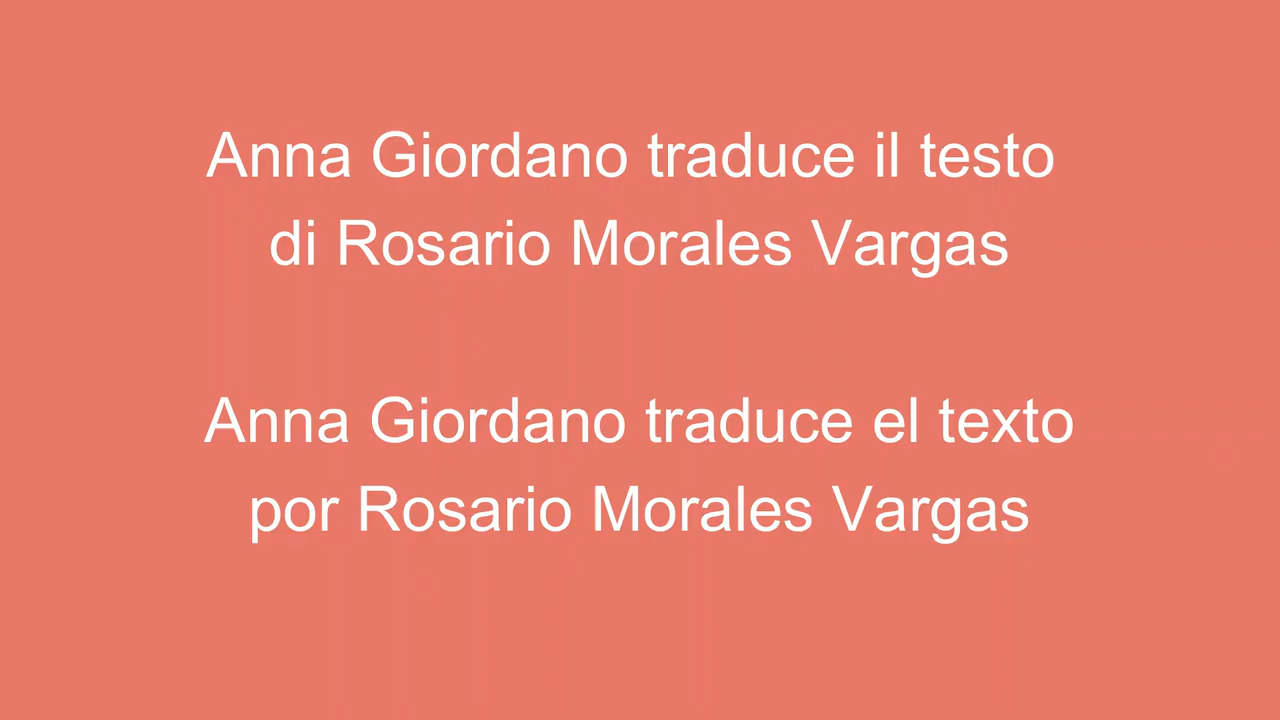 Anna Giordano traduce il testo
di Rosario Morales Vargas
Anna Giordano traduce el texto
por Rosario Morales Vargas